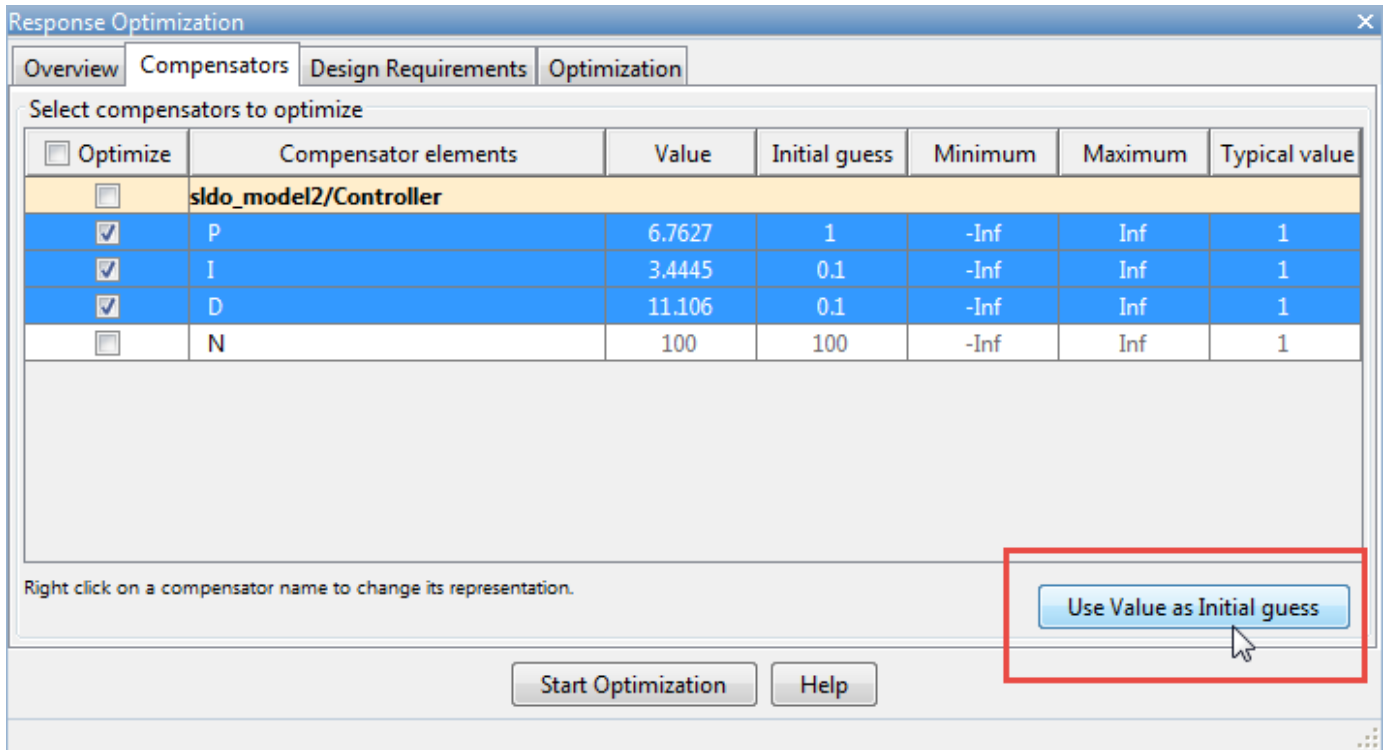 Response Optimization
Overview Compensators Design Requirements Optimization
Select compensators to optimize
Optimize Compensator elements Value Initial guess Minimum Maximum Typical value
sldo_model2/Controller
P 6.7627 1 -Inf Inf 1
I 3.4445 0.1 -Inf Inf 1
D 11.106 0.1 -Inf Inf 1
N 100 100 -Inf Inf 1
Right click on a compensator name to change its representation.
Use Value as Initial guess
Start Optimization Help